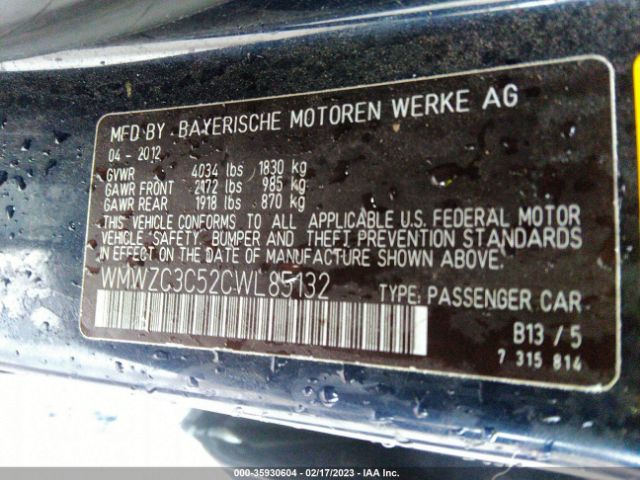 MFD BY. BAYERISCHE MOTOREN WERKE AG
04 - 2012
GVWR 4034 lbs 1830 kg
GAWR FRONT 2172 lbs 985 kg
GAWR REAR 1918 lbs 870 kg
THIS VEHICLE CONFORMS TO ALL APPLICABLE U.S. FEDERAL MOTOR
VEHICLE SAFETY, BUMPER AND THEFT PREVENTION STANDARDS
IN EFFECT ON THE DATE OF MANUFACTURE SHOWN ABOVE.
WMWZC3C52CWL85132 TYPE: PASSENGER CAR
B13 / 5
7 315 814
000-35930604 - 02/17/2023 - IAAI.COM